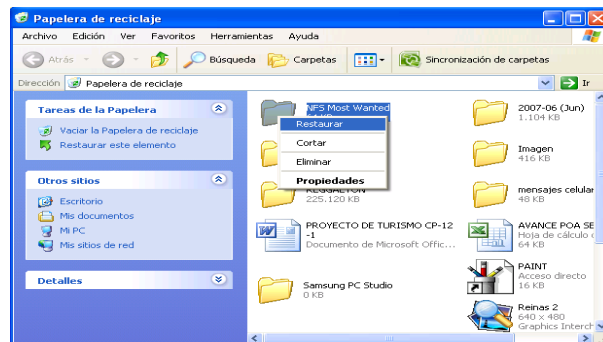 Papelera de reciclaje
Archivo Edición Ver Favoritos Herramientas Ayuda
Atrás Búsqueda Carpetas Sincronización de carpetas
Dirección Papelera de reciclaje Ir
Tareas de la Papelera
Vaciar la Papelera de reciclaje
Restaurar este elemento
Otros sitios
Escritorio
Mis documentos
Mi PC
Mis sitios de red
Detalles
NFS Most Wanted
Restaurar
Cortar
Eliminar
Propiedades
2007-06 (Jun)
1.104 KB
Imagen
416 KB
REGGAETON
225.120 KB
mensajes celular
48 KB
PROYECTO DE TURISMO CP-12
-1
Documento de Microsoft Offic...
AVANCE POA SE
Hoja de cálculo
64 KB
Samsung PC Studio
0 KB
PAINT
Acceso directo
16 KB
Reinas 2
640 × 480
Graphics Interch